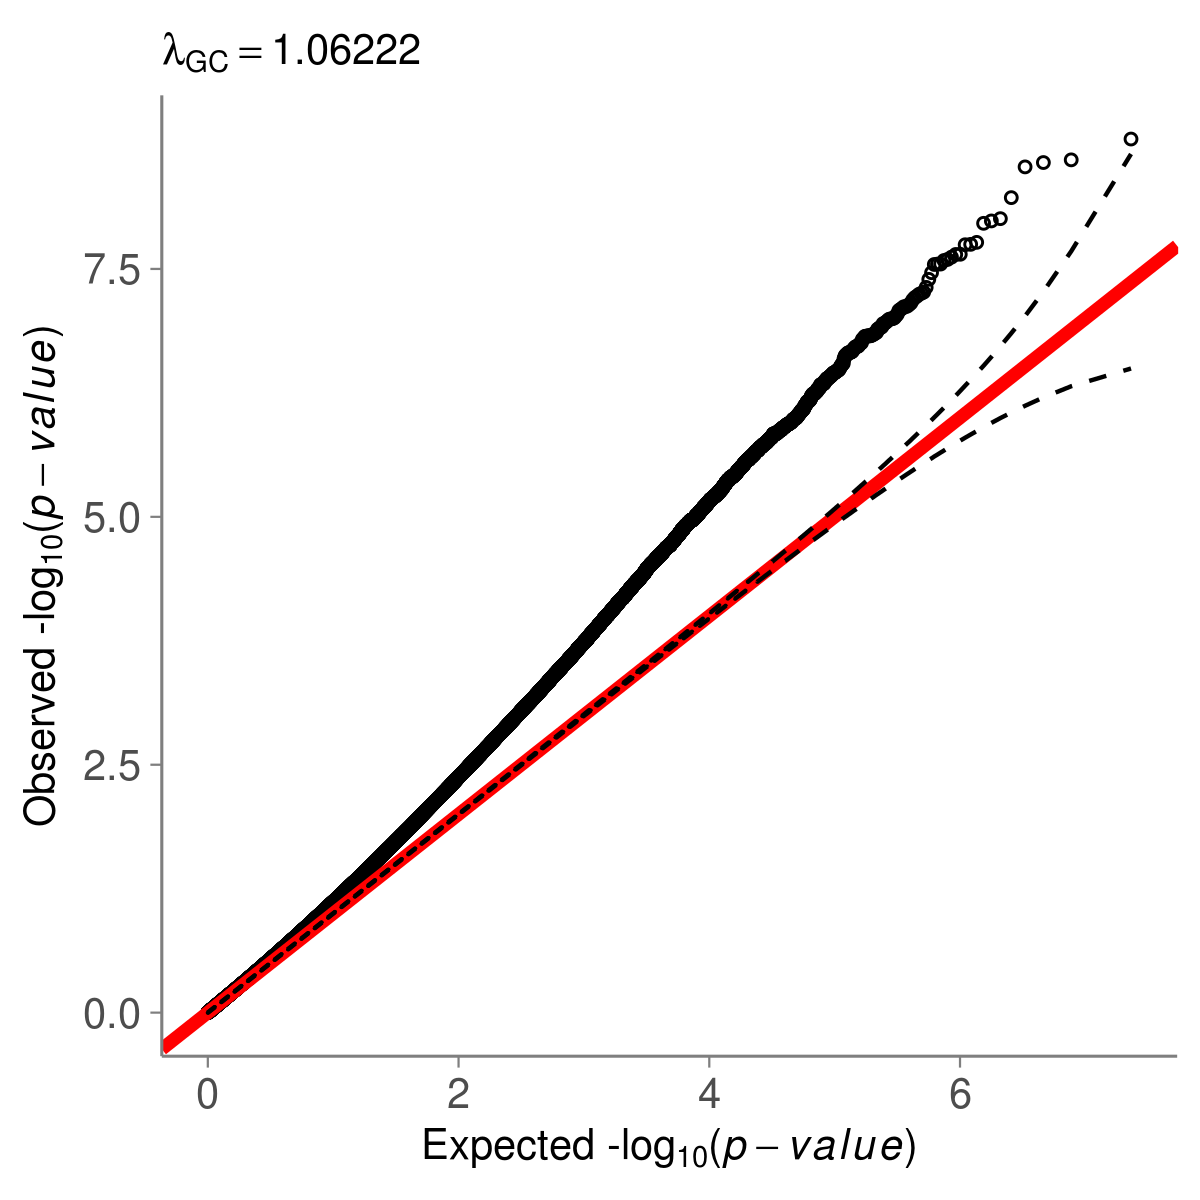 λGC = 1.06222
Observed -log10(p − value)
7.5
5.0
2.5
0.0
0 2 4 6
Expected -log10(p − value)